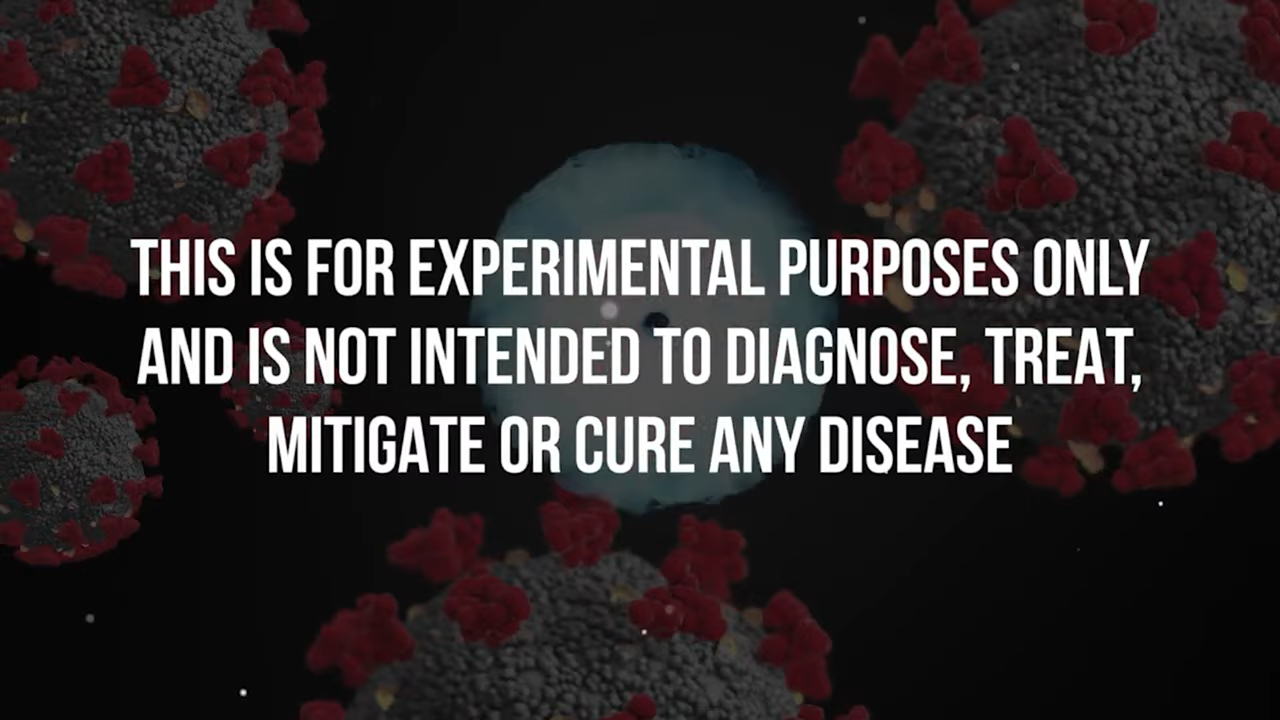 THIS IS FOR EXPERIMENTAL PURPOSES ONLY
AND IS NOT INTENDED TO DIAGNOSE, TREAT,
MITIGATE OR CURE ANY DISEASE